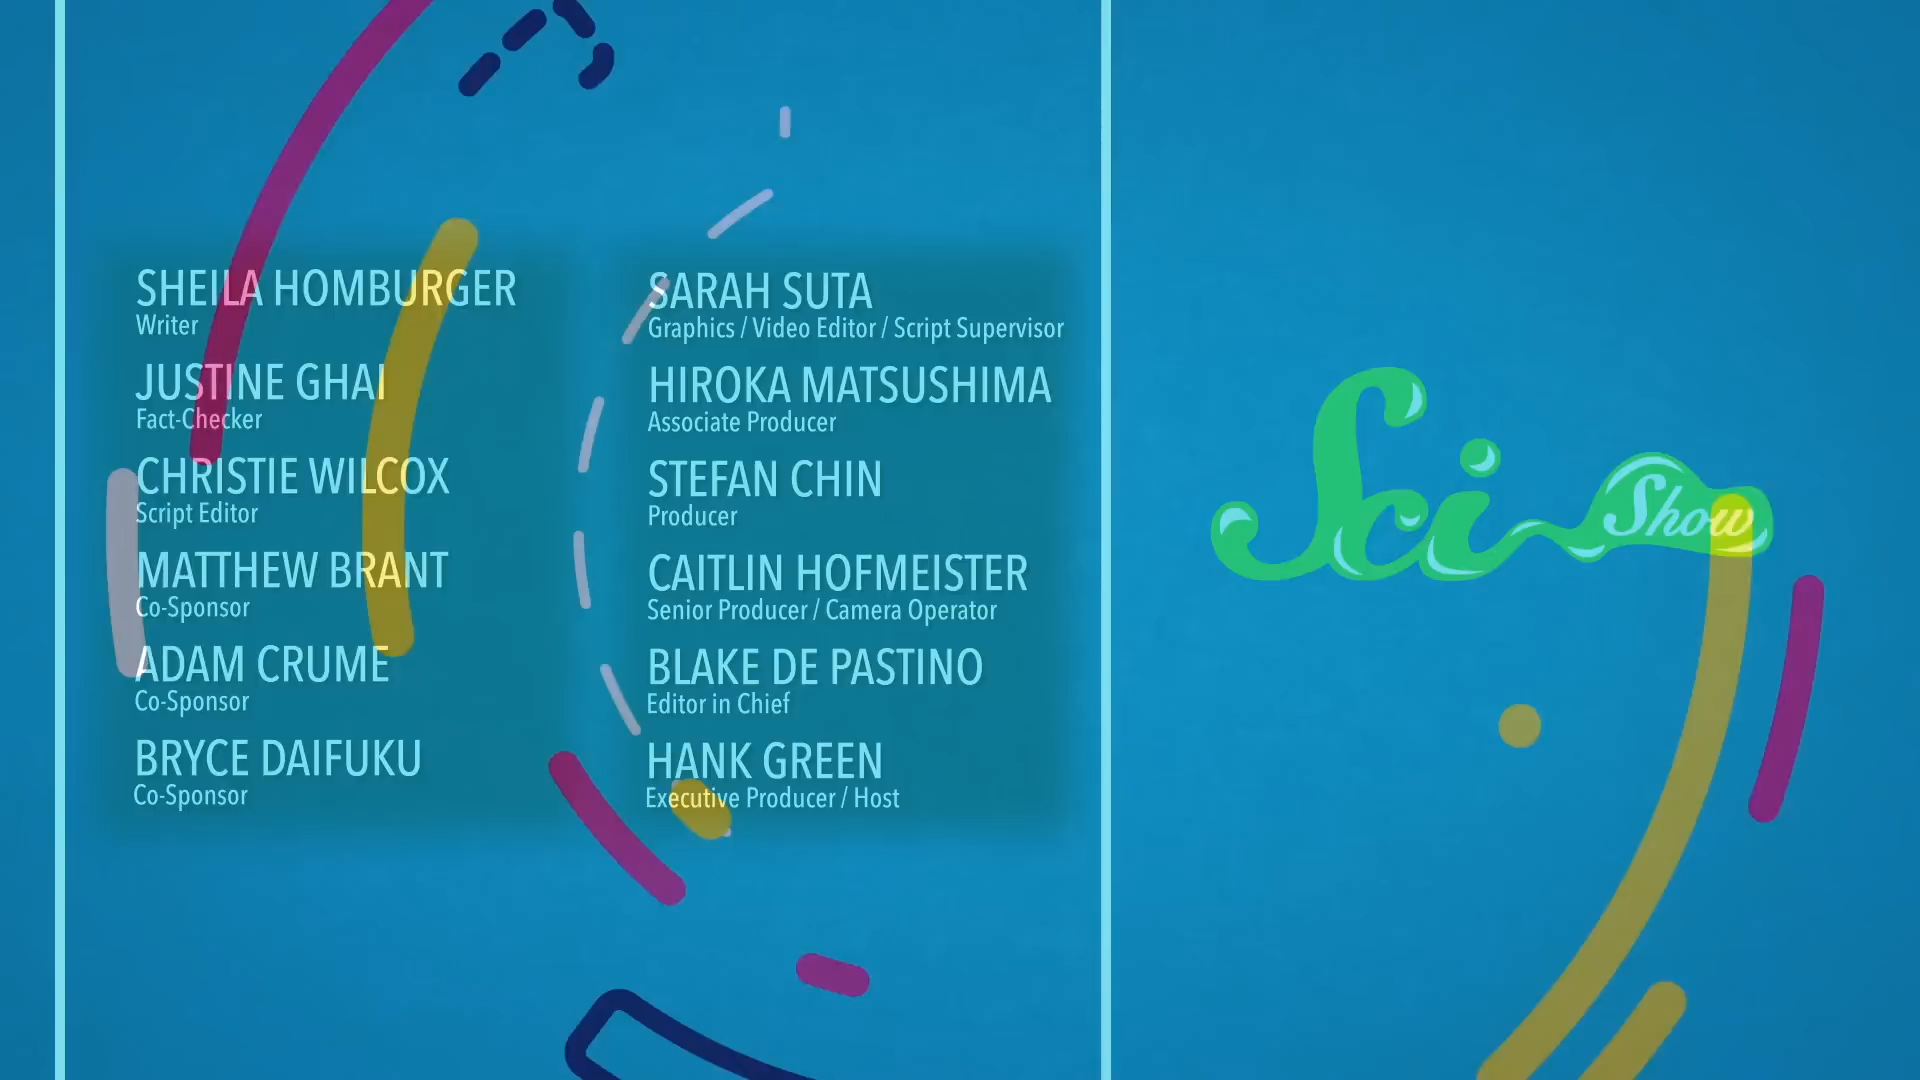 SHEILA HOMBURGER
Writer
JUSTINE GHAI
Fact-Checker
CHRISTIE WILCOX
Script Editor
MATTHEW BRANT
Co-Sponsor
ADAM CRUME
Co-Sponsor
BRYCE DAIFUKU
Co-Sponsor
SARAH SUTA
Graphics / Video Editor / Script Supervisor
HIROKA MATSUSHIMA
Associate Producer
STEFAN CHIN
Producer
CAITLIN HOFMEISTER
Senior Producer / Camera Operator
BLAKE DE PASTINO
Editor in Chief
HANK GREEN
Executive Producer / Host
Sci Show